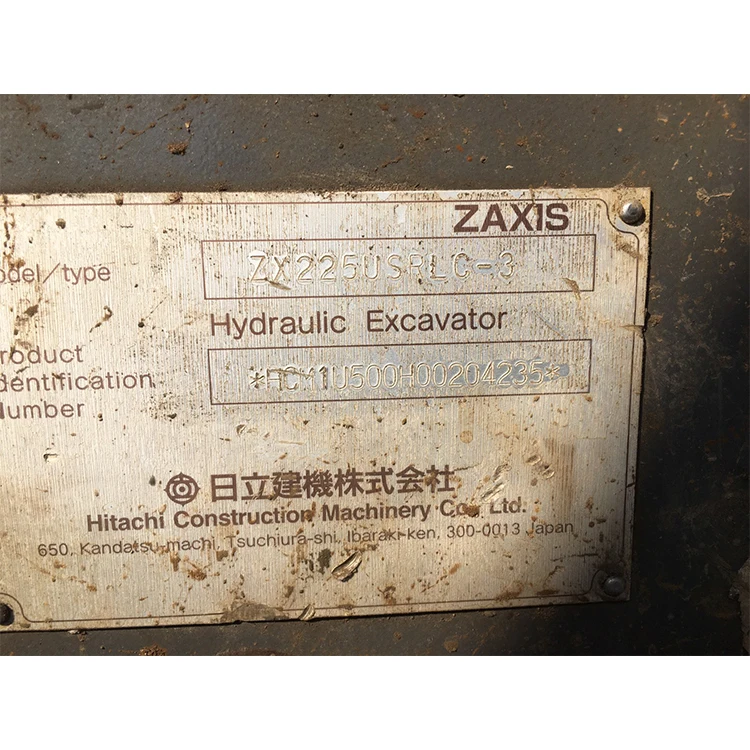 ZAXIS
odel/type
ZX225USRLC-3
Hydraulic Excavator
roduct
dentification
umber
*HCM1U500H00204235*
日立建機株式会社
Hitachi Construction Machinery Co., Ltd.
650, Kandatsu-machi, Tsuchiura-shi, Ibaraki-ken, 300-0013 Japan